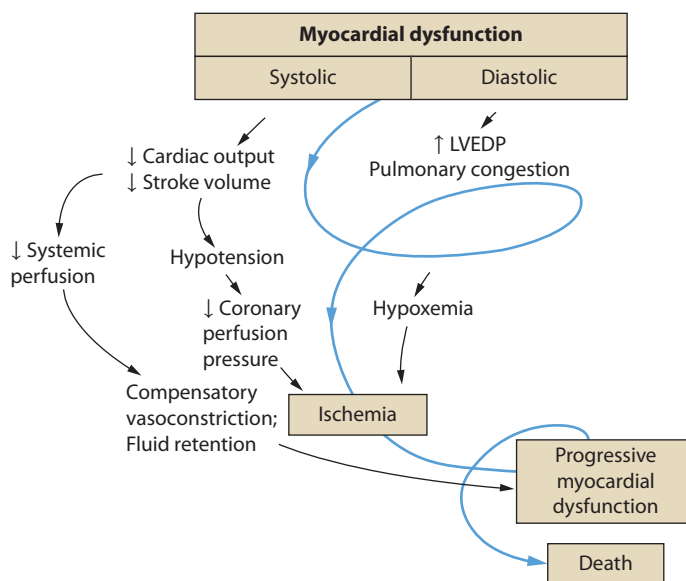 Myocardial dysfunction
Systolic
Diastolic
↓ Cardiac output
↓ Stroke volume
↑ LVEDP
Pulmonary congestion
↓ Systemic
perfusion
Hypotension
↓ Coronary
perfusion
pressure
Hypoxemia
Compensatory
vasoconstriction;
Fluid retention
Ischemia
Progressive
myocardial
dysfunction
Death